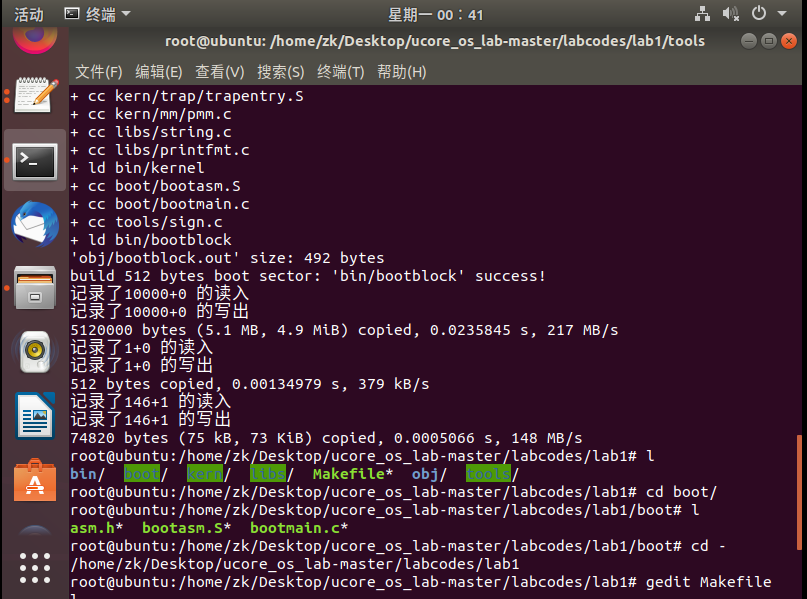 活动 终端 星期一 00：41
root@ubuntu: /home/zk/Desktop/ucore_os_lab-master/labcodes/lab1/tools
文件(F) 编辑(E) 查看(V) 搜索(S) 终端(T) 帮助(H)
+ cc kern/trap/trapentry.S
+ cc kern/mm/pmm.c
+ cc libs/string.c
+ cc libs/printfmt.c
+ ld bin/kernel
+ cc boot/bootasm.S
+ cc boot/bootmain.c
+ cc tools/sign.c
+ ld bin/bootblock
'obj/bootblock.out' size: 492 bytes
build 512 bytes boot sector: 'bin/bootblock' success!
记录了10000+0 的读入
记录了10000+0 的写出
5120000 bytes (5.1 MB, 4.9 MiB) copied, 0.0235845 s, 217 MB/s
记录了1+0 的读入
记录了1+0 的写出
512 bytes copied, 0.00134979 s, 379 kB/s
记录了146+1 的读入
记录了146+1 的写出
74820 bytes (75 kB, 73 KiB) copied, 0.0005066 s, 148 MB/s
root@ubuntu:/home/zk/Desktop/ucore_os_lab-master/labcodes/lab1# l
bin/ boot/ kern/ libs/ Makefile* obj/ tools/
root@ubuntu:/home/zk/Desktop/ucore_os_lab-master/labcodes/lab1# cd boot/
root@ubuntu:/home/zk/Desktop/ucore_os_lab-master/labcodes/lab1/boot# l
asm.h* bootasm.S* bootmain.c*
root@ubuntu:/home/zk/Desktop/ucore_os_lab-master/labcodes/lab1/boot# cd -
/home/zk/Desktop/ucore_os_lab-master/labcodes/lab1
root@ubuntu:/home/zk/Desktop/ucore_os_lab-master/labcodes/lab1# gedit Makefile